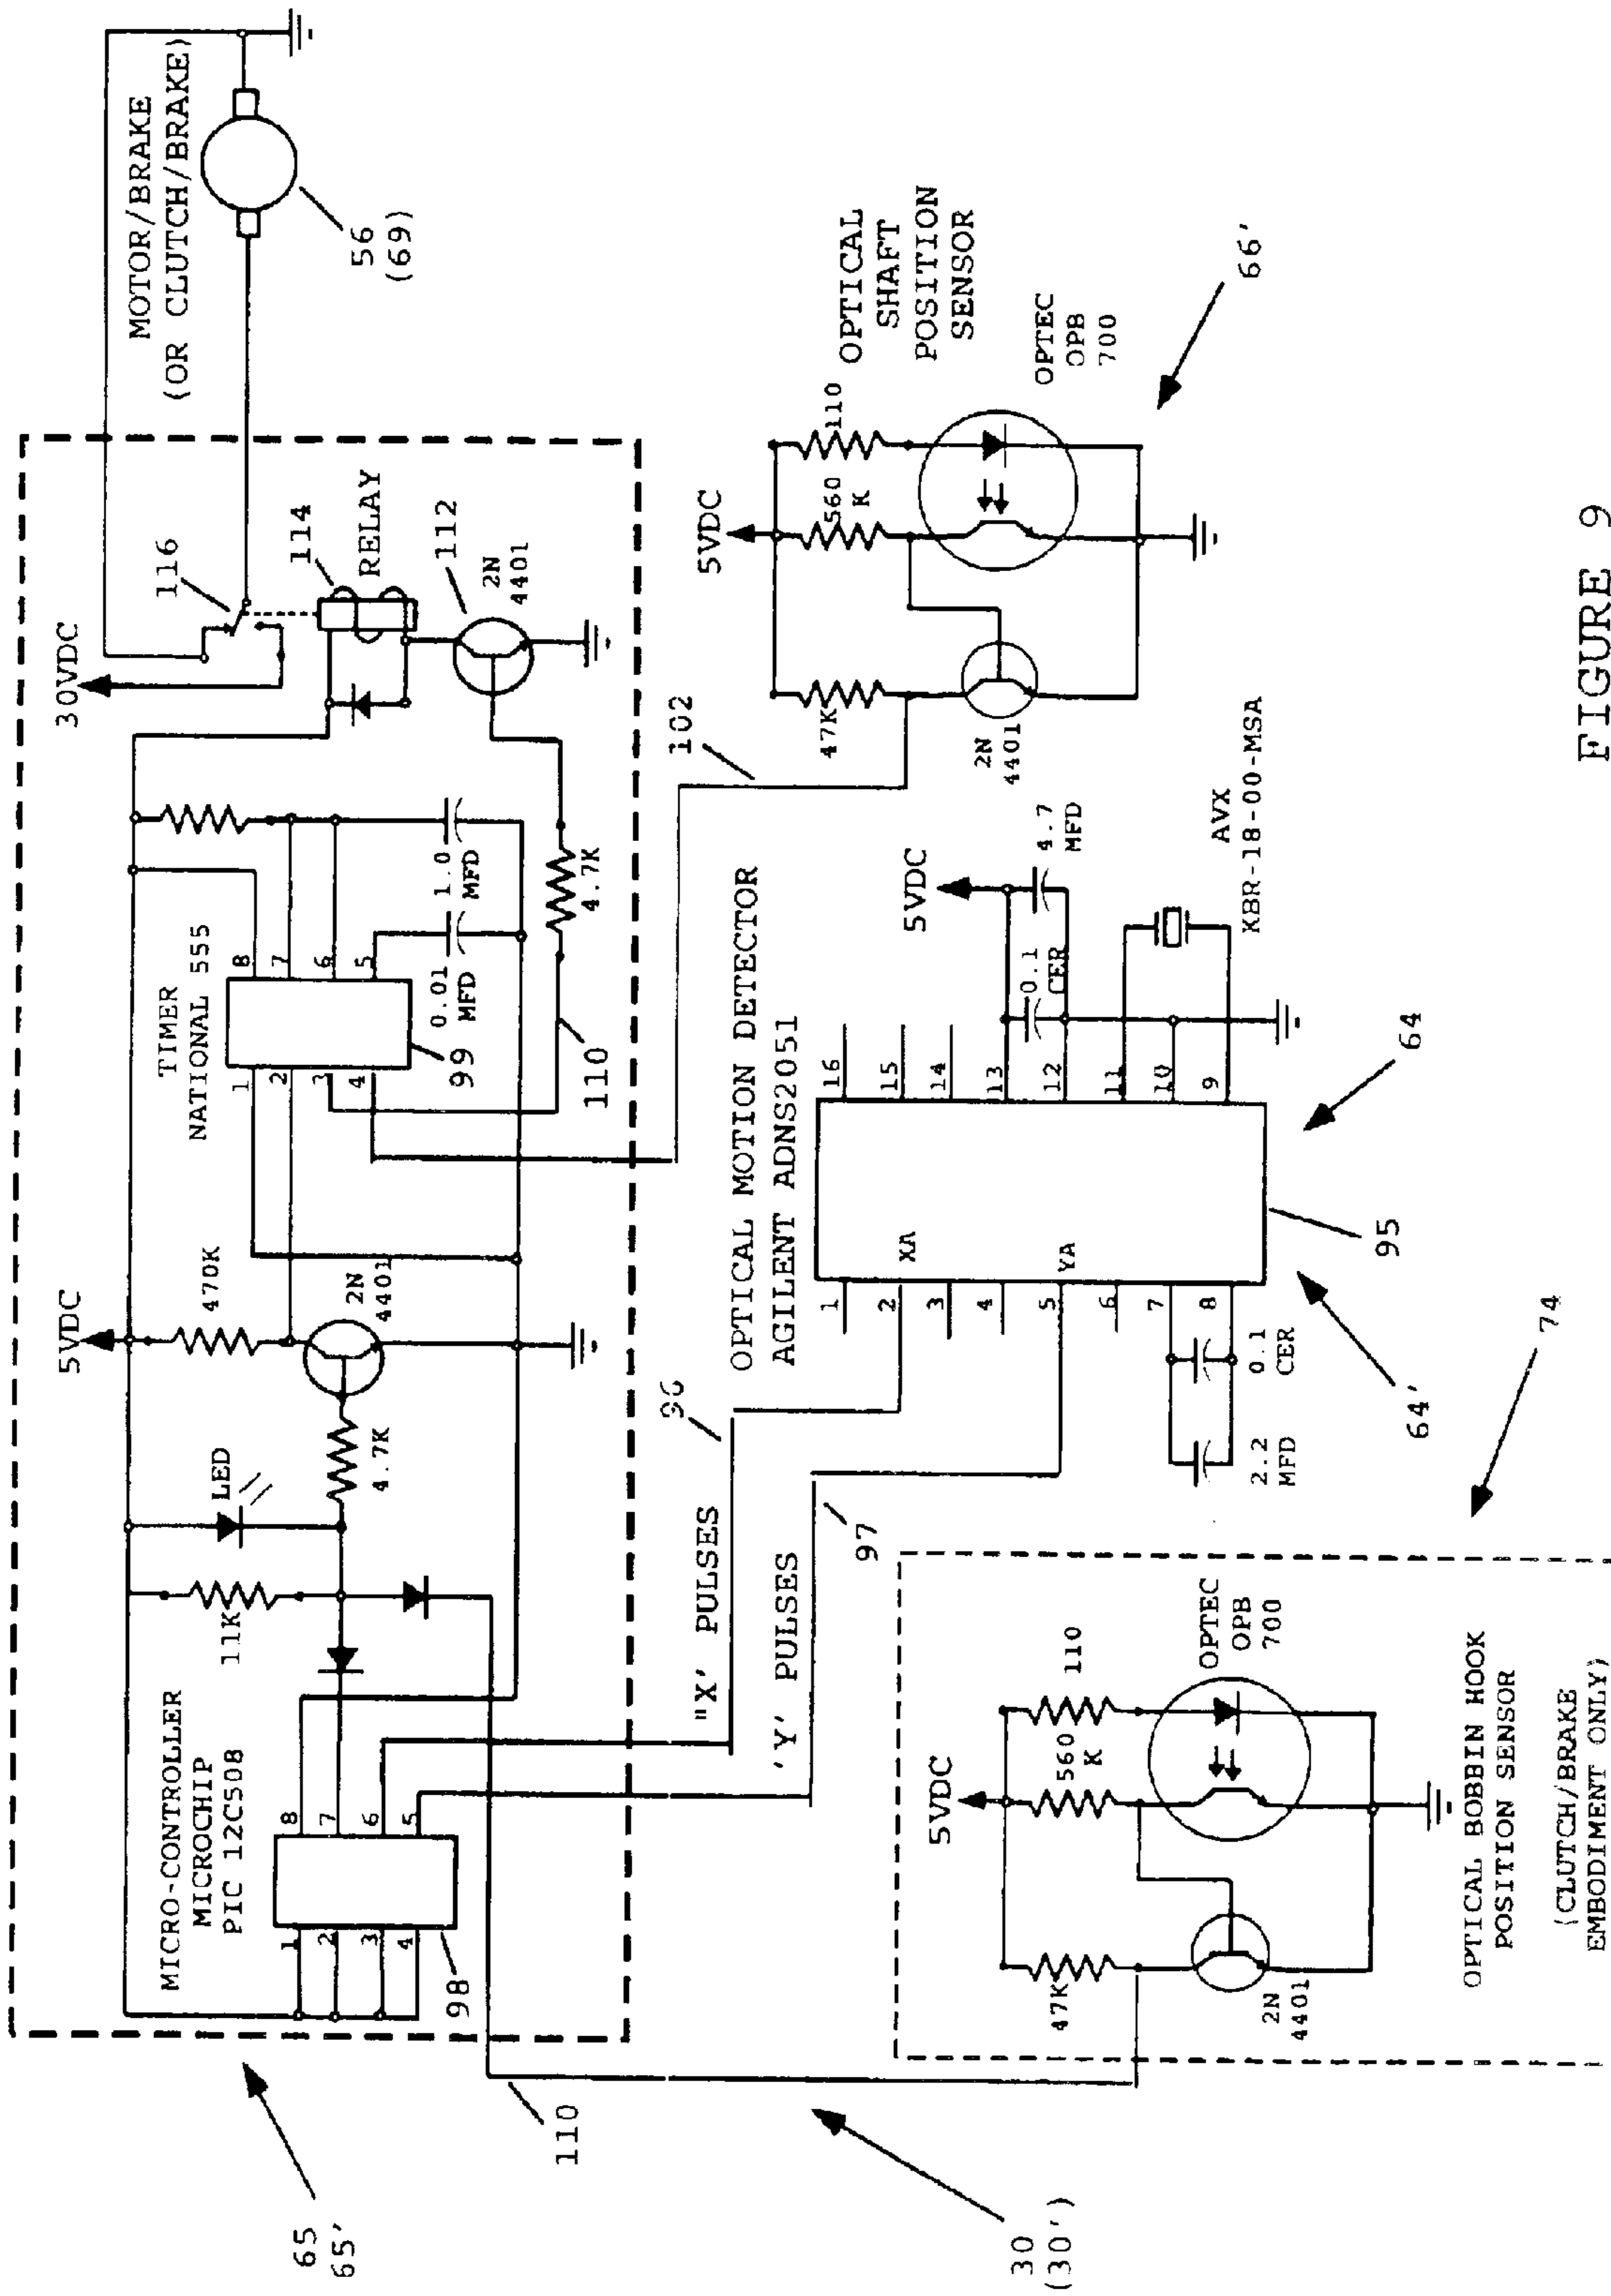 30VDC
116
MOTOR/BRAKE
(OR CLUTCH/BRAKE)
56
(69)
114
RELAY
112
2N
4401
5VDC
TIMER
NATIONAL 555
1
2
3
4
8
7
6
5
99
0.01
MFD
1.0
MFD
4.7K
110
470K
2N
4401
4.7K
LED
11K
MICRO-CONTROLLER
MICROCHIP
PIC 12C508
1
2
3
4
8
7
6
5
98
65
65'
110
30
(30')
"X' PULSES
96
'Y' PULSES
97
102
OPTICAL MOTION DETECTOR
AGILENT ADNS2051
1
2
3
4
5
6
7
8
XA
YA
16
15
14
13
12
11
10
9
5VDC
0.1
CER
4.7
MFD
AVX
KBR-18-00-MSA
2.2
MFD
0.1
CER
64
95
64'
5VDC
47K
560
K
110
2N
4401
OPTICAL
SHAFT
POSITION
SENSOR
OPTEC
OPB
700
66'
5VDC
47K
560
K
110
2N
4401
OPTEC
OPB
700
OPTICAL BOBBIN HOOK
POSITION SENSOR
(CLUTCH/BRAKE
EMBODIMENT ONLY)
74
FIGURE 9